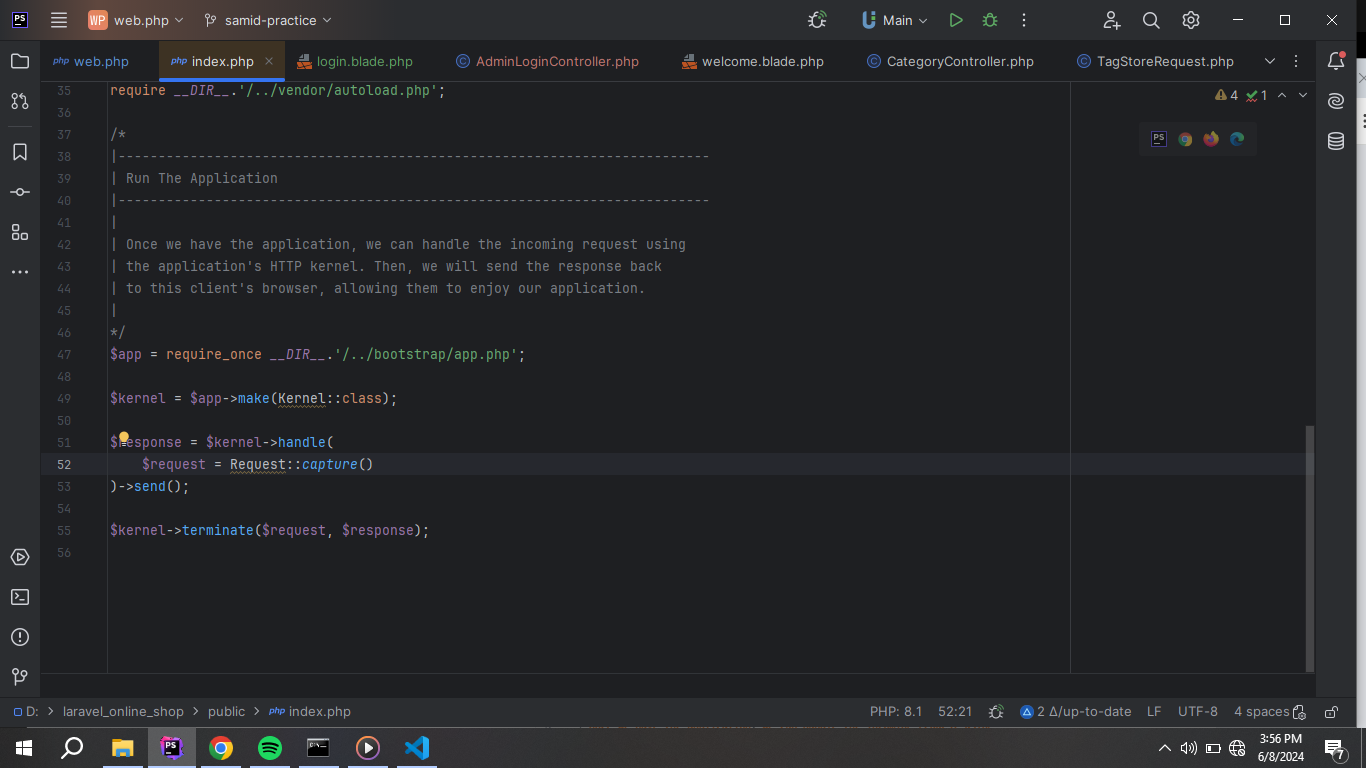 PS WP web.php samid-practice Main
web.php index.php login.blade.php AdminLoginController.php welcome.blade.php CategoryController.php TagStoreRequest.php
35 require __DIR__.'/../vendor/autoload.php';
4 1
36
37 /*
PS
38 |--------------------------------------------------------------------------
39 | Run The Application
40 |--------------------------------------------------------------------------
41 |
42 | Once we have the application, we can handle the incoming request using
43 | the application's HTTP kernel. Then, we will send the response back
44 | to this client's browser, allowing them to enjoy our application.
45 |
46 */
47 $app = require_once __DIR__.'/../bootstrap/app.php';
48
49 $kernel = $app->make(Kernel::class);
50
51 $response = $kernel->handle(
52 $request = Request::capture()
53 )->send();
54
55 $kernel->terminate($request, $response);
56
D: laravel_online_shop public php index.php PHP: 8.1 52:21 2 Δ/up-to-date LF UTF-8 4 spaces
PS 3:56 PM
6/8/2024 7